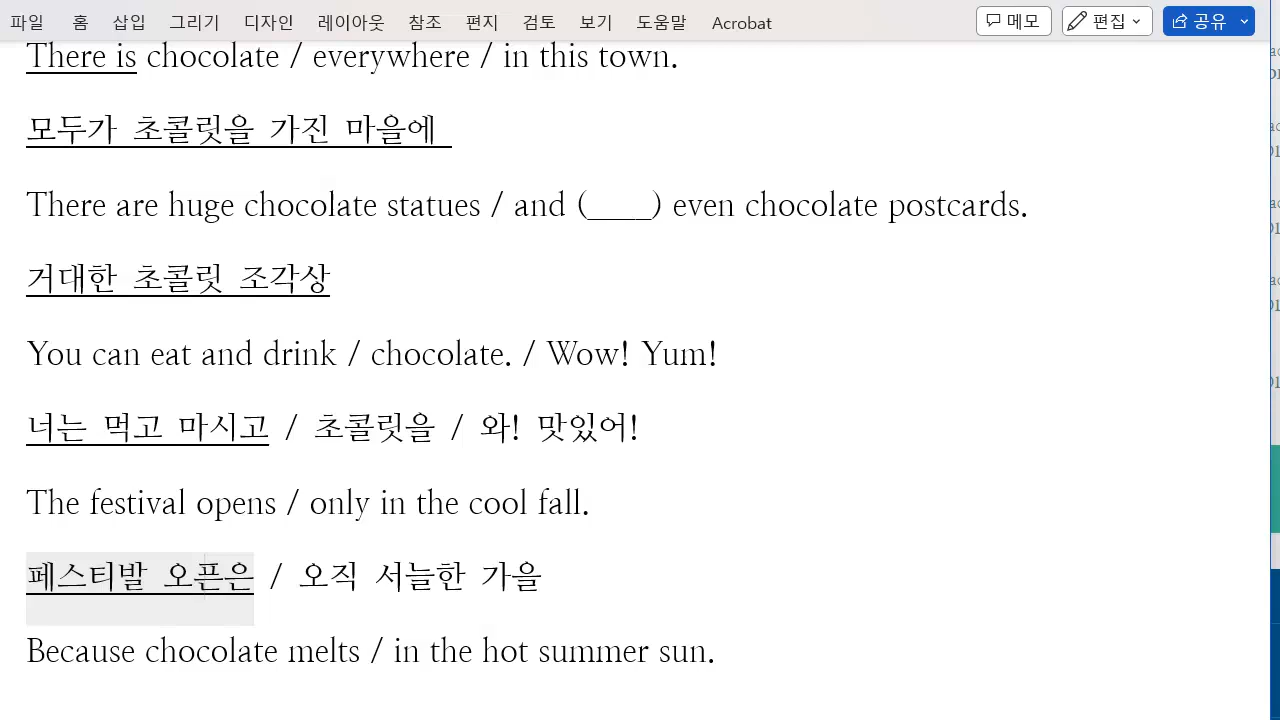 파일 홈 삽입 그리기 디자인 레이아웃 참조 편지 검토 보기 도움말 Acrobat 메모 편집 공유
There is chocolate / everywhere / in this town.
모두가 초콜릿을 가진 마을에
There are huge chocolate statues / and (____) even chocolate postcards.
거대한 초콜릿 조각상
You can eat and drink / chocolate. / Wow! Yum!
너는 먹고 마시고 / 초콜릿을 / 와! 맛있어!
The festival opens / only in the cool fall.
페스티발 오픈은 / 오직 서늘한 가을
Because chocolate melts / in the hot summer sun.